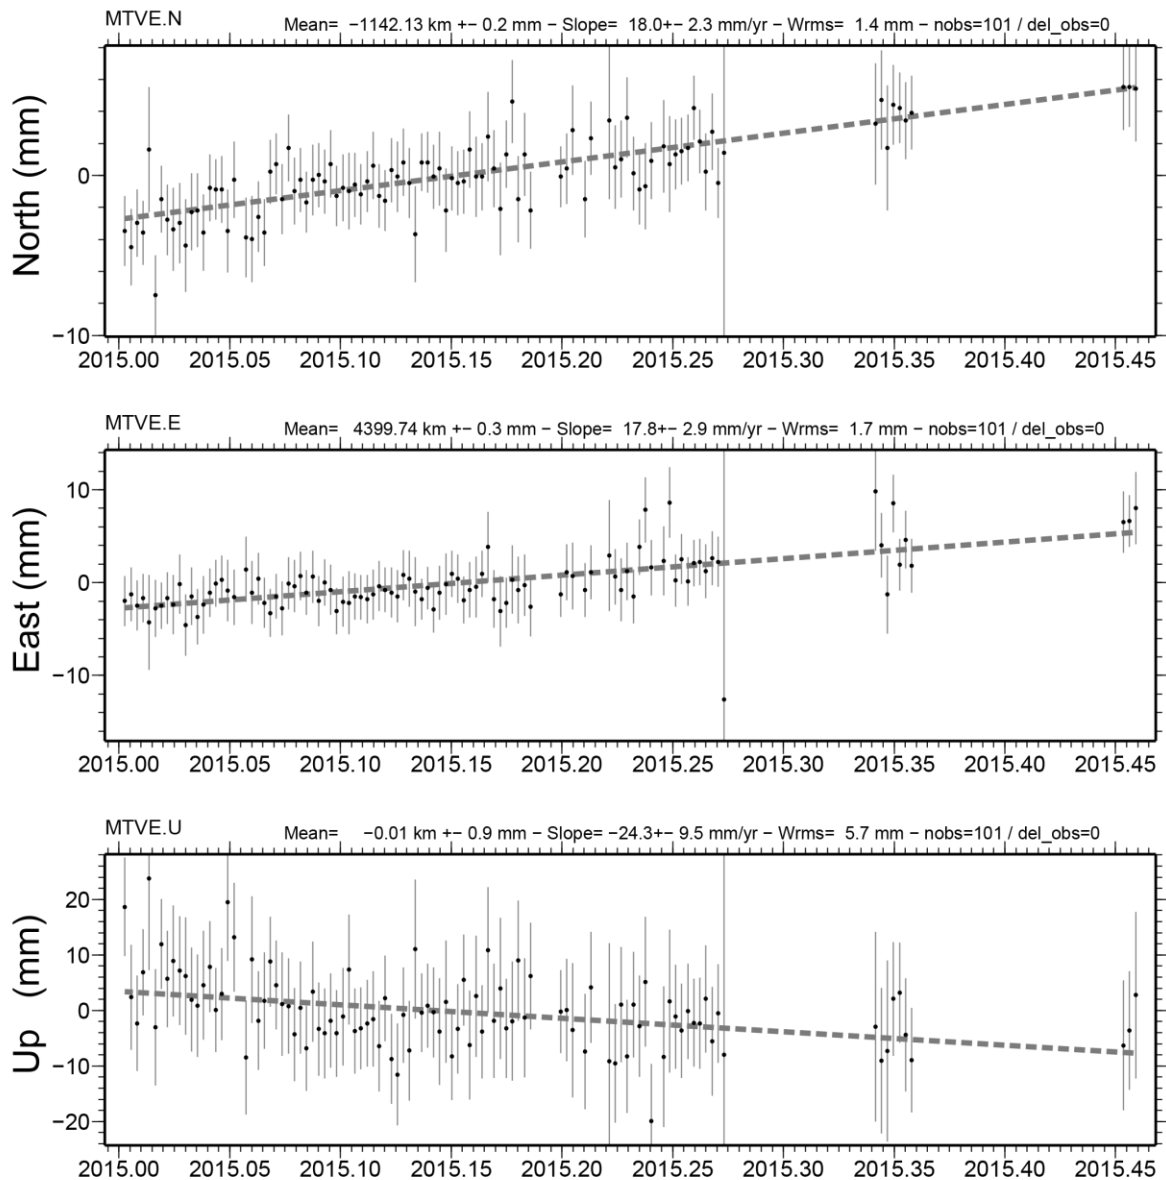 MTVE.N
Mean= −1142.13 km +− 0.2 mm − Slope= 18.0+− 2.3 mm/yr − Wrms= 1.4 mm − nobs=101 / del_obs=0
North (mm)
0
−10
2015.00 2015.05 2015.10 2015.15 2015.20 2015.25 2015.30 2015.35 2015.40 2015.45
MTVE.E
Mean= 4399.74 km +− 0.3 mm − Slope= 17.8+− 2.9 mm/yr − Wrms= 1.7 mm − nobs=101 / del_obs=0
East (mm)
10
0
−10
2015.00 2015.05 2015.10 2015.15 2015.20 2015.25 2015.30 2015.35 2015.40 2015.45
MTVE.U
Mean= −0.01 km +− 0.9 mm − Slope= −24.3+− 9.5 mm/yr − Wrms= 5.7 mm − nobs=101 / del_obs=0
Up (mm)
20
10
0
−10
−20
2015.00 2015.05 2015.10 2015.15 2015.20 2015.25 2015.30 2015.35 2015.40 2015.45